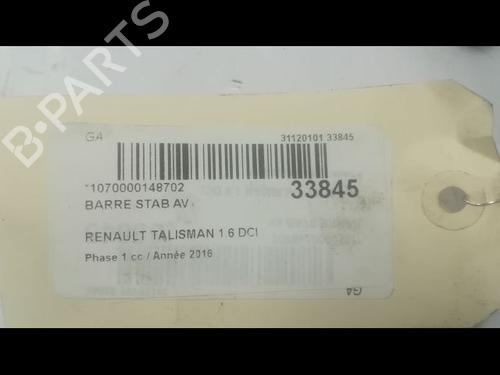 B-PARTS
GA
31120101 33845
*1070000148702
33845
BARRE STAB AV
RENAULT TALISMAN 1 6 DCI
Phase 1 cc / Année 2016
GA